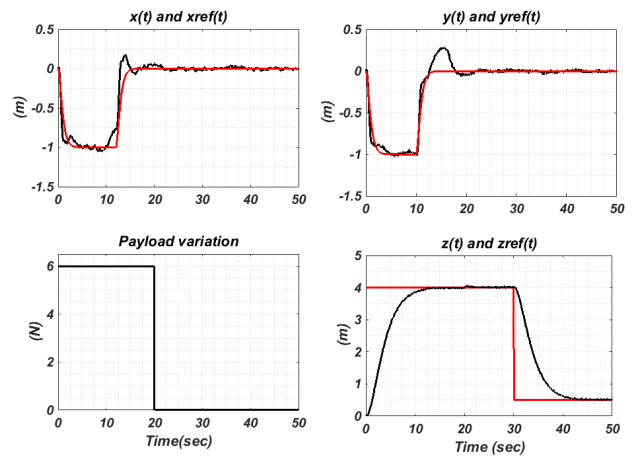 x(t) and xref(t)
(m)
0.5
0
-0.5
-1
-1.5
0 10 20 30 40 50
y(t) and yref(t)
(m)
0.5
0
-0.5
-1
-1.5
0 10 20 30 40 50
Payload variation
(N)
6
4
2
0
0 10 20 30 40 50
Time(sec)
z(t) and zref(t)
(m)
5
4
3
2
1
0
0 10 20 30 40 50
Time (sec)